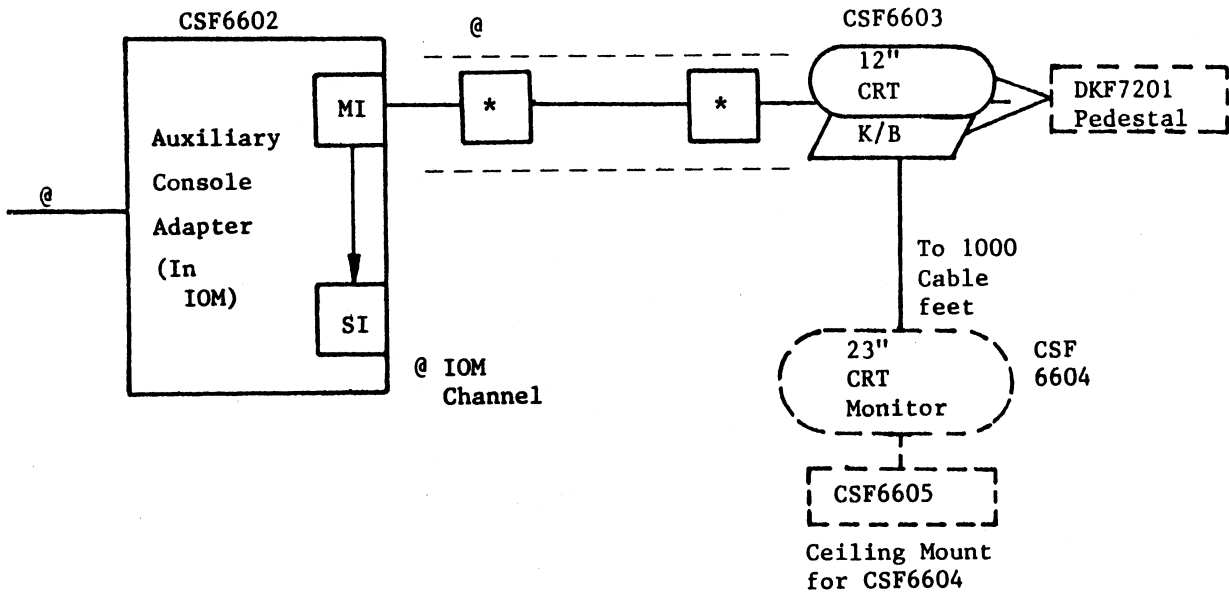 CSF6602
@
CSF6603
MI
*
*
12"
CRT
K/B
DKF7201
Pedestal
Auxiliary
Console
Adapter
(In
IOM)
@
SI
@ IOM
Channel
To 1000
Cable
feet
23"
CRT
Monitor
CSF
6604
CSF6605
Ceiling Mount
for CSF6604